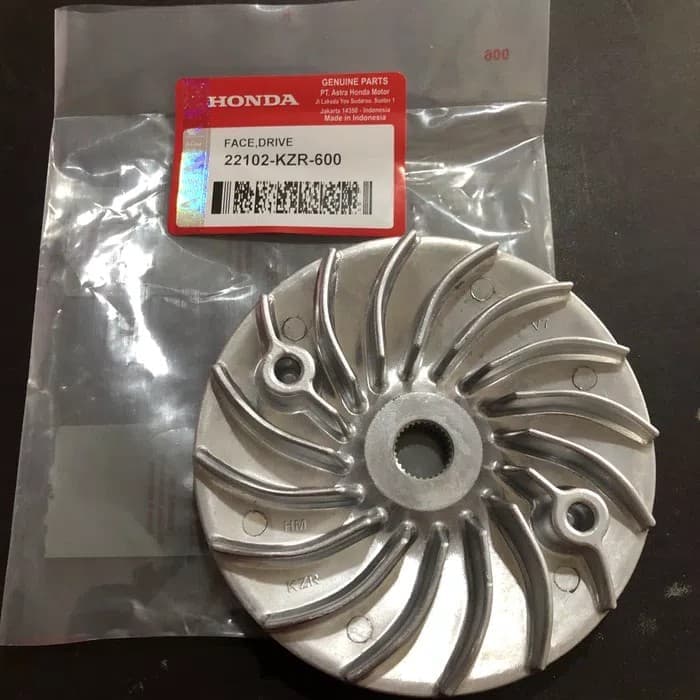 900
HONDA
GENUINE PARTS
PT. Astra Honda Motor
Jl Laksda Yos Sudarso, Sunter 1
Jakarta 14350 - Indonesia
Made in Indonesia
FACE,DRIVE
22102-KZR-600
V7
HM
KZR